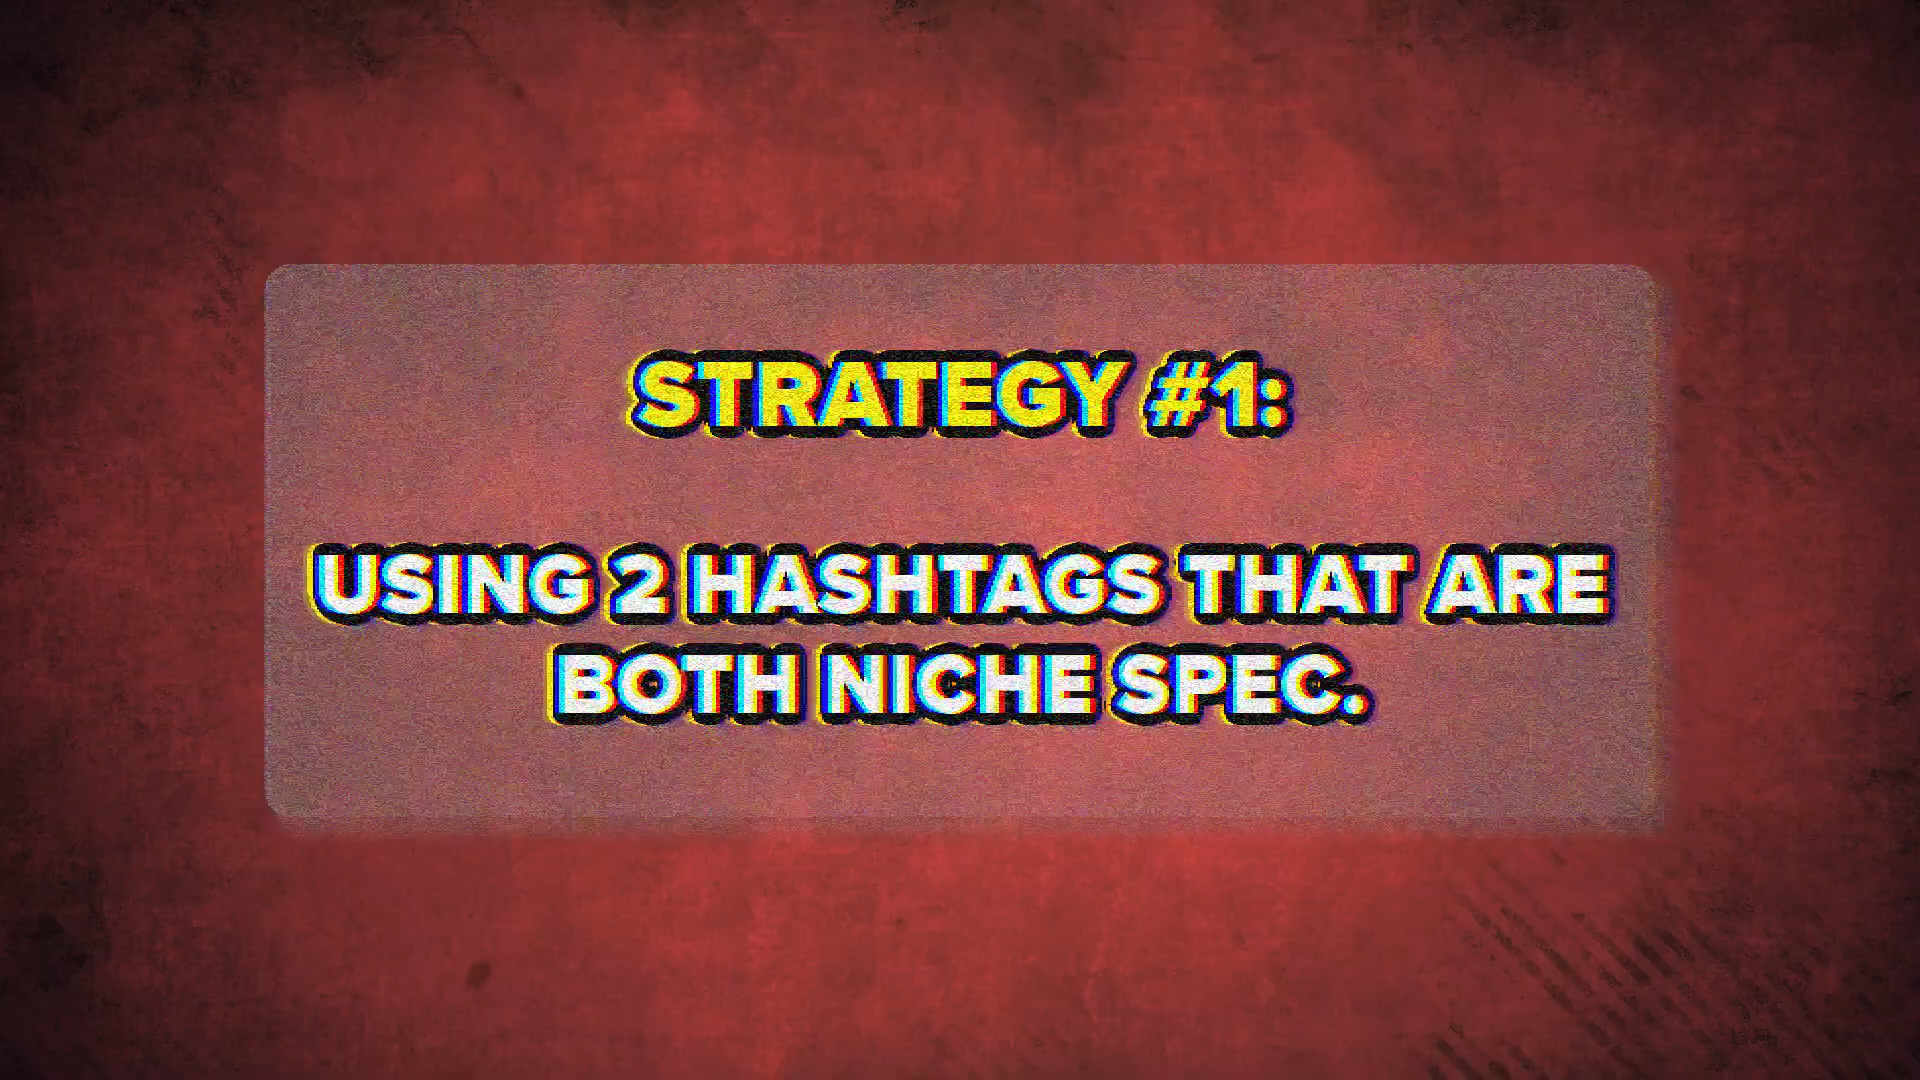 STRATEGY #1:
USING 2 HASHTAGS THAT ARE
BOTH NICHE SPEC.